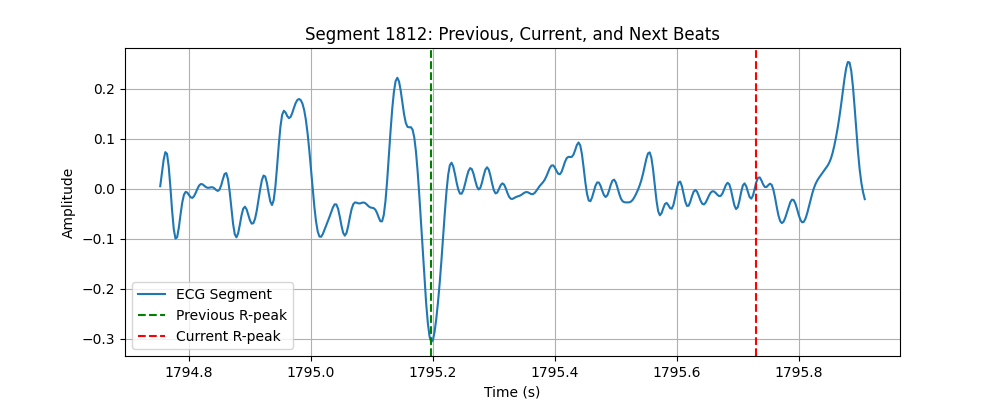 Segment 1812: Previous, Current, and Next Beats
Amplitude
0.2
0.1
0.0
−0.1
−0.2
−0.3
ECG Segment
Previous R-peak
Current R-peak
1794.8 1795.0 1795.2 1795.4 1795.6 1795.8
Time (s)